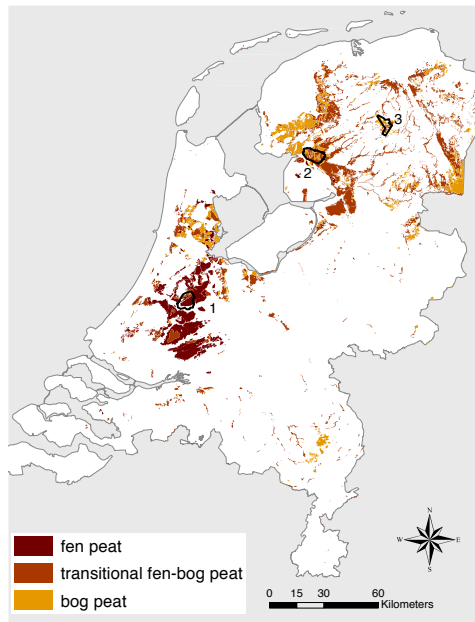 3
2
1
fen peat
transitional fen-bog peat
bog peat
N
W E
S
0 15 30 60
Kilometers